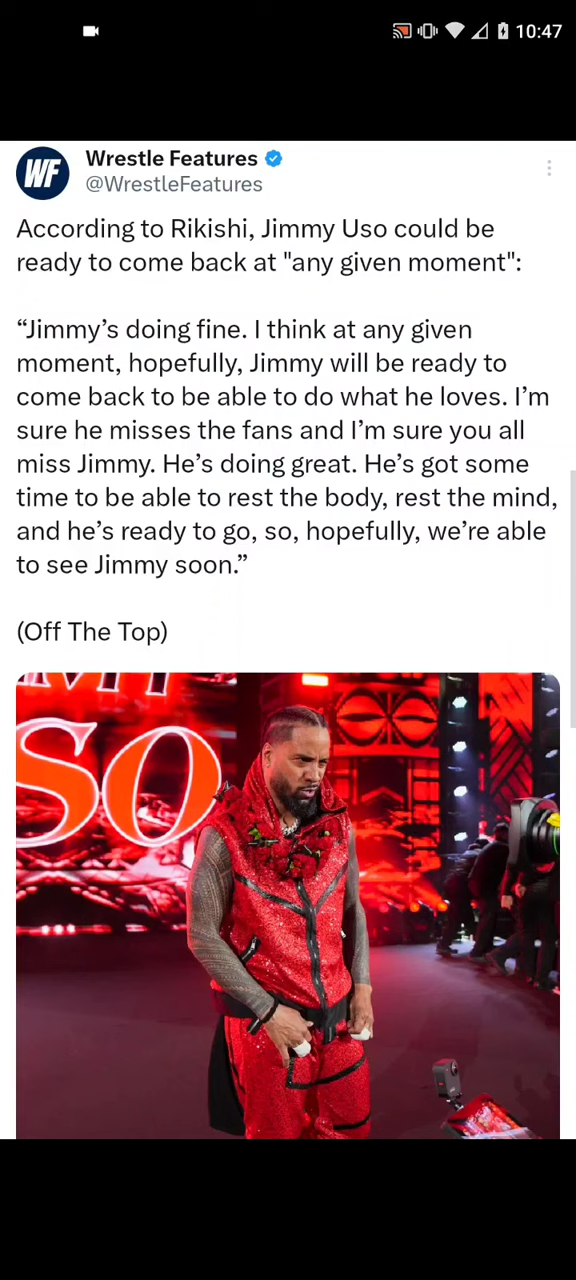 10:47
WF
Wrestle Features
@WrestleFeatures
According to Rikishi, Jimmy Uso could be
ready to come back at "any given moment":
“Jimmy’s doing fine. I think at any given
moment, hopefully, Jimmy will be ready to
come back to be able to do what he loves. I’m
sure he misses the fans and I’m sure you all
miss Jimmy. He’s doing great. He’s got some
time to be able to rest the body, rest the mind,
and he’s ready to go, so, hopefully, we’re able
to see Jimmy soon.”
(Off The Top)
SO